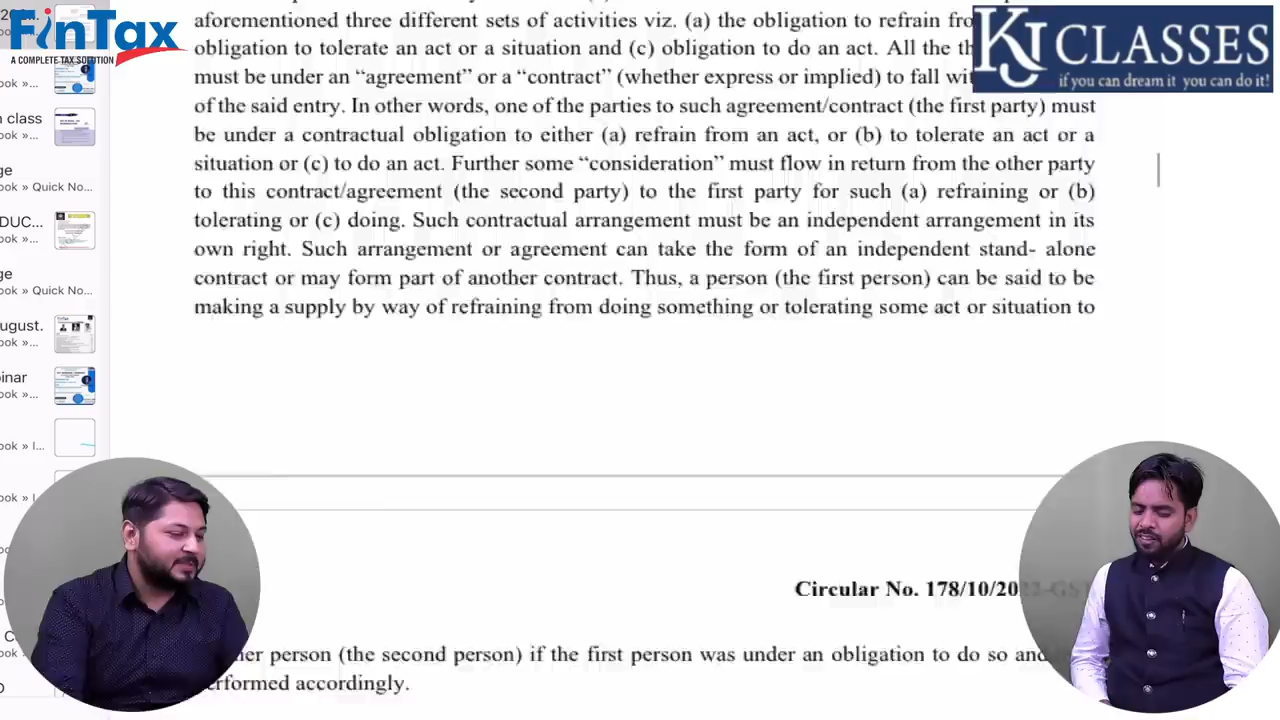 FinTax
A COMPLETE TAX SOLUTION
KJ CLASSES
if you can dream it you can do it!
aforementioned three different sets of activities viz. (a) the obligation to refrain
obligation to tolerate an act or a situation and (c) obligation to do an act. All the
must be under an “agreement” or a “contract” (whether express or implied) to fall
of the said entry. In other words, one of the parties to such agreement/contract (the first party) must
be under a contractual obligation to either (a) refrain from an act, or (b) to tolerate an act or a
situation or (c) to do an act. Further some “consideration” must flow in return from the other party
to this contract/agreement (the second party) to the first party for such (a) refraining or (b)
tolerating or (c) doing. Such contractual arrangement must be an independent arrangement in its
own right. Such arrangement or agreement can take the form of an independent stand- alone
contract or may form part of another contract. Thus, a person (the first person) can be said to be
making a supply by way of refraining from doing something or tolerating some act or situation to
Circular No. 178/10/20
person (the second person) if the first person was under an obligation to do so and
performed accordingly.
class
» Quick No...
» Quick No...